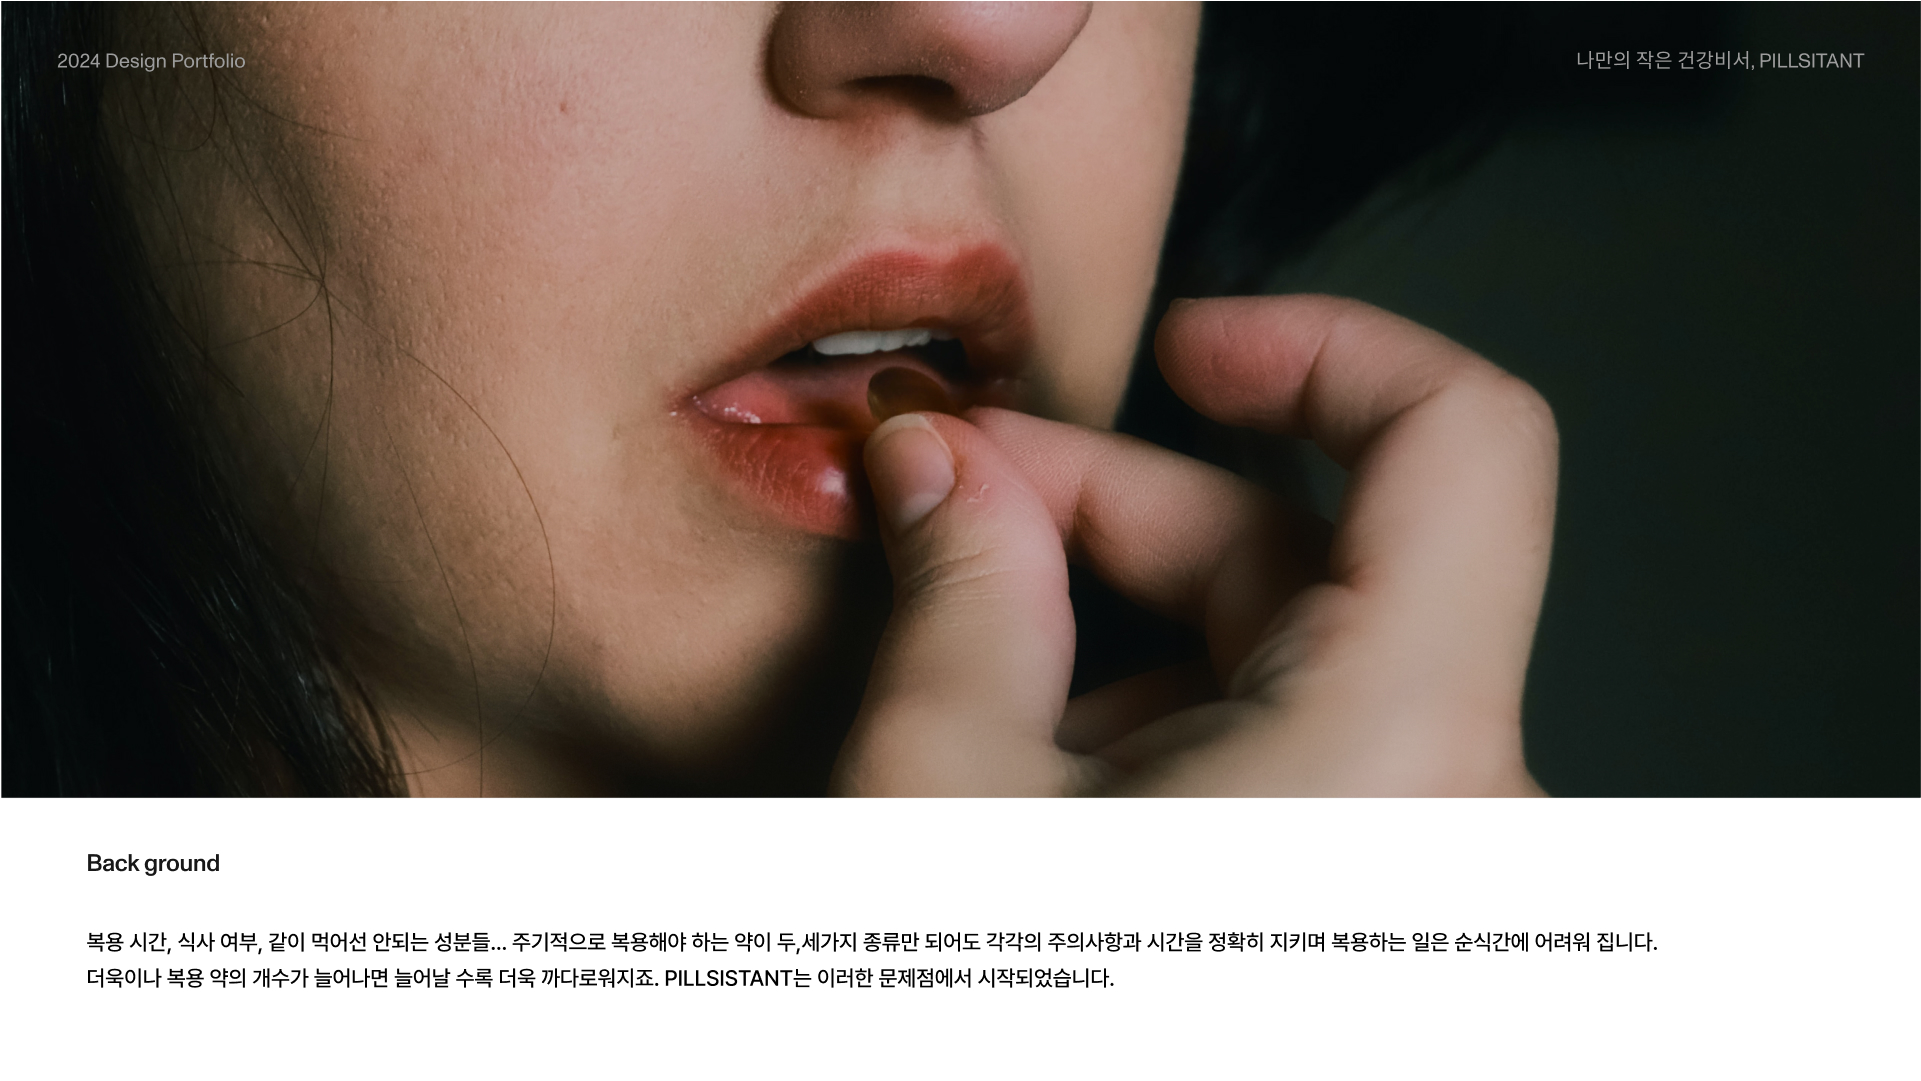 2024 Design Portfolio
나만의 작은 건강비서, PILLSITANT
Back ground
복용 시간, 식사 여부, 같이 먹어선 안되는 성분들... 주기적으로 복용해야 하는 약이 두,세가지 종류만 되어도 각각의 주의사항과 시간을 정확히 지키며 복용하는 일은 순식간에 어려워 집니다.
더욱이나 복용 약의 개수가 늘어나면 늘어날 수록 더욱 까다로워지죠. PILLSISTANT는 이러한 문제점에서 시작되었습니다.